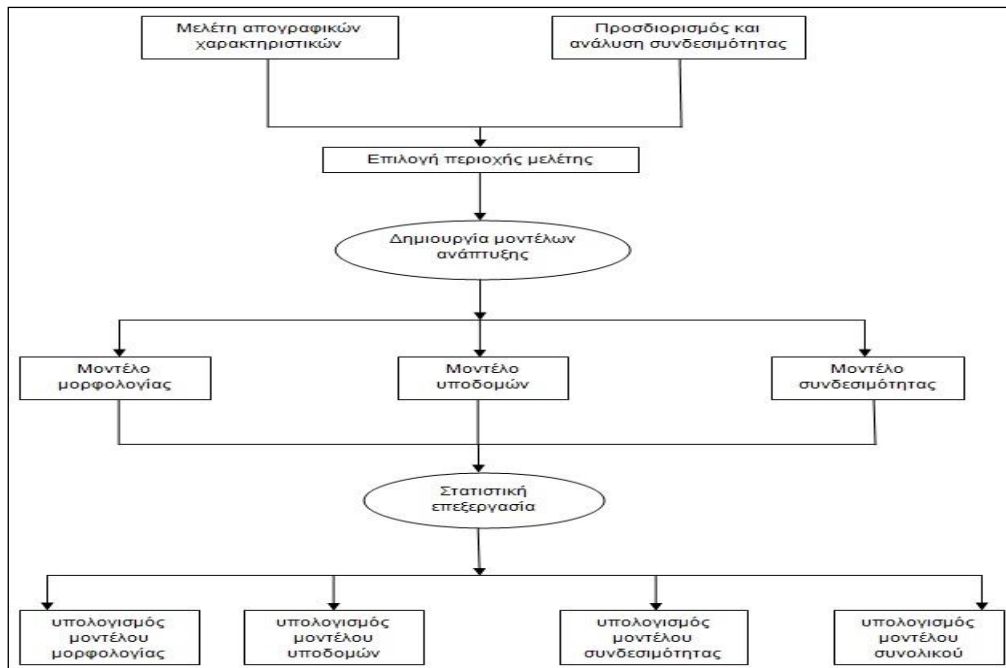 Μελέτη απογραφικών
χαρακτηριστικών
Προσδιορισμός και
ανάλυση συνδεσιμότητας
Επιλογή περιοχής μελέτης
Δημιουργία μοντέλων
ανάπτυξης
Μοντέλο
μορφολογίας
Μοντέλο
υποδομών
Μοντέλο
συνδεσιμότητας
Στατιστική
επεξεργασία
υπολογισμός
μοντέλου
μορφολογίας
υπολογισμός
μοντέλου
υποδομών
υπολογισμός
μοντέλου
συνδεσιμότητας
υπολογισμός
μοντέλου
συνολικού